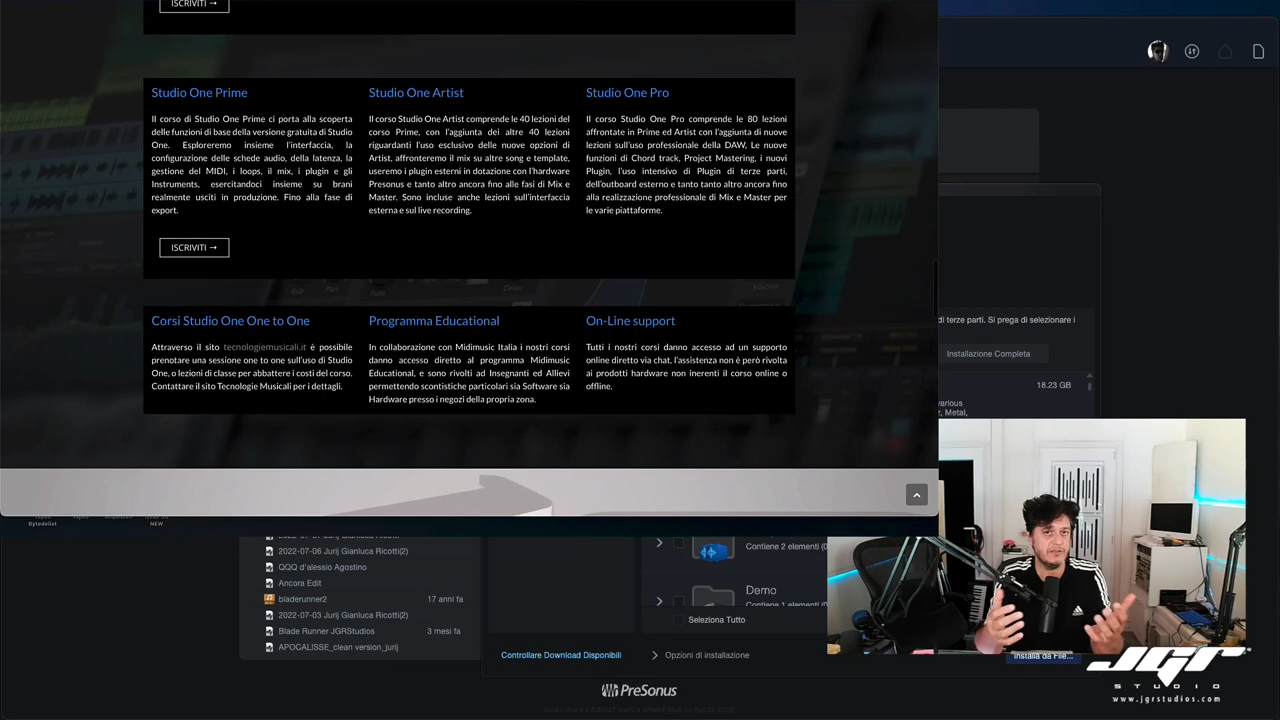 ISCRIVITI →
Studio One Prime
Il corso di Studio One Prime ci porta alla scoperta
delle funzioni di base della versione gratuita di Studio
One. Esploreremo insieme l'interfaccia, la
configurazione delle schede audio, della latenza, la
gestione del MIDI, i loops, il mix, i plugin e gli
Instruments, esercitandoci insieme su brani
realmente usciti in produzione. Fino alla fase di
export.
ISCRIVITI →
Studio One Artist
Il corso Studio One Artist comprende le 40 lezioni del
corso Prime, con l'aggiunta dei altre 40 lezioni
riguardanti l'uso esclusivo delle nuove opzioni di
Artist, affronteremo il mix su altre song e template,
useremo i plugin esterni in dotazione con l'hardware
Presonus e tanto altro ancora fino alle fasi di Mix e
Master. Sono incluse anche lezioni sull'interfaccia
esterna e sul live recording.
Studio One Pro
Il corso Studio One Pro comprende le 80 lezioni
affrontate in Prime ed Artist con l'aggiunta di nuove
lezioni sull'uso professionale della DAW, Le nuove
funzioni di Chord track, Project Mastering, i nuovi
Plugin, l'uso intensivo di Plugin di terze parti,
dell'outboard esterno e tanto tanto altro ancora fino
alla realizzazione professionale di Mix e Master per
le varie piattaforme.
Corsi Studio One One to One
Attraverso il sito tecnologiemusicali.it è possibile
prenotare una sessione one to one sull'uso di Studio
One, o lezioni di classe per abbattere i costi del corso.
Contattare il sito Tecnologie Musicali per i dettagli.
Programma Educational
In collaborazione con Midimusic Italia i nostri corsi
danno accesso diretto al programma Midimusic
Educational, e sono rivolti ad Insegnanti ed Allievi
permettendo scontistiche particolari sia Software sia
Hardware presso i negozi della propria zona.
On-Line support
Tutti i nostri corsi danno accesso ad un supporto
online diretto via chat, l'assistenza non è però rivolta
ai prodotti hardware non inerenti il corso online o
offline.
di terze parti. Si prega di selezionare i
Installazione Completa
18.23 GB
various
z, Metal,
Bytedelist
NEW
2022-07-06 Jurij Gianluca Ricotti(2)
QQQ d'alessio Agostino
Ancora Edit
bladerunner2 17 anni fa
2022-07-03 Jurij Gianluca Ricotti(2)
Blade Runner JGRStudios 3 mesi fa
APOCALISSE_clean version_jurij
Contiene 2 elementi (0
Demo
Contiene 1 elementi (0
Seleziona Tutto
Controllare Download Disponibili
Opzioni di installazione
Installa da File...
PreSonus
JGR
STUDIO
www.jgrstudios.com